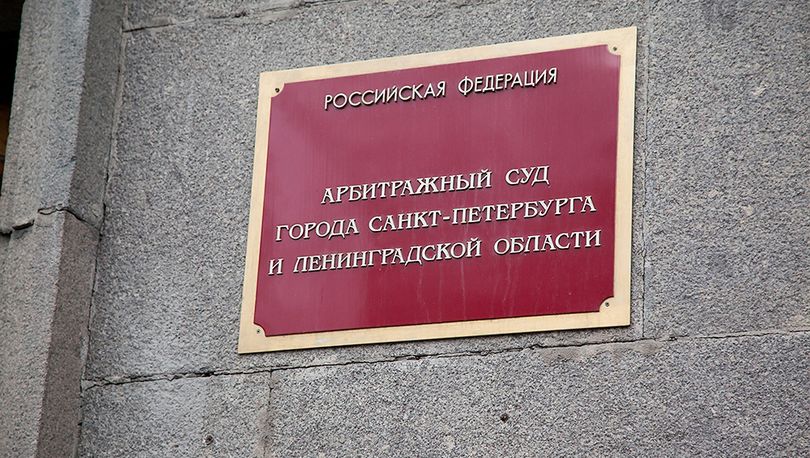 РОССИЙСКАЯ ФЕДЕРАЦИЯ
АРБИТРАЖНЫЙ СУД
ГОРОДА САНКТ-ПЕТЕРБУРГА
И ЛЕНИНГРАДСКОЙ ОБЛАСТИ